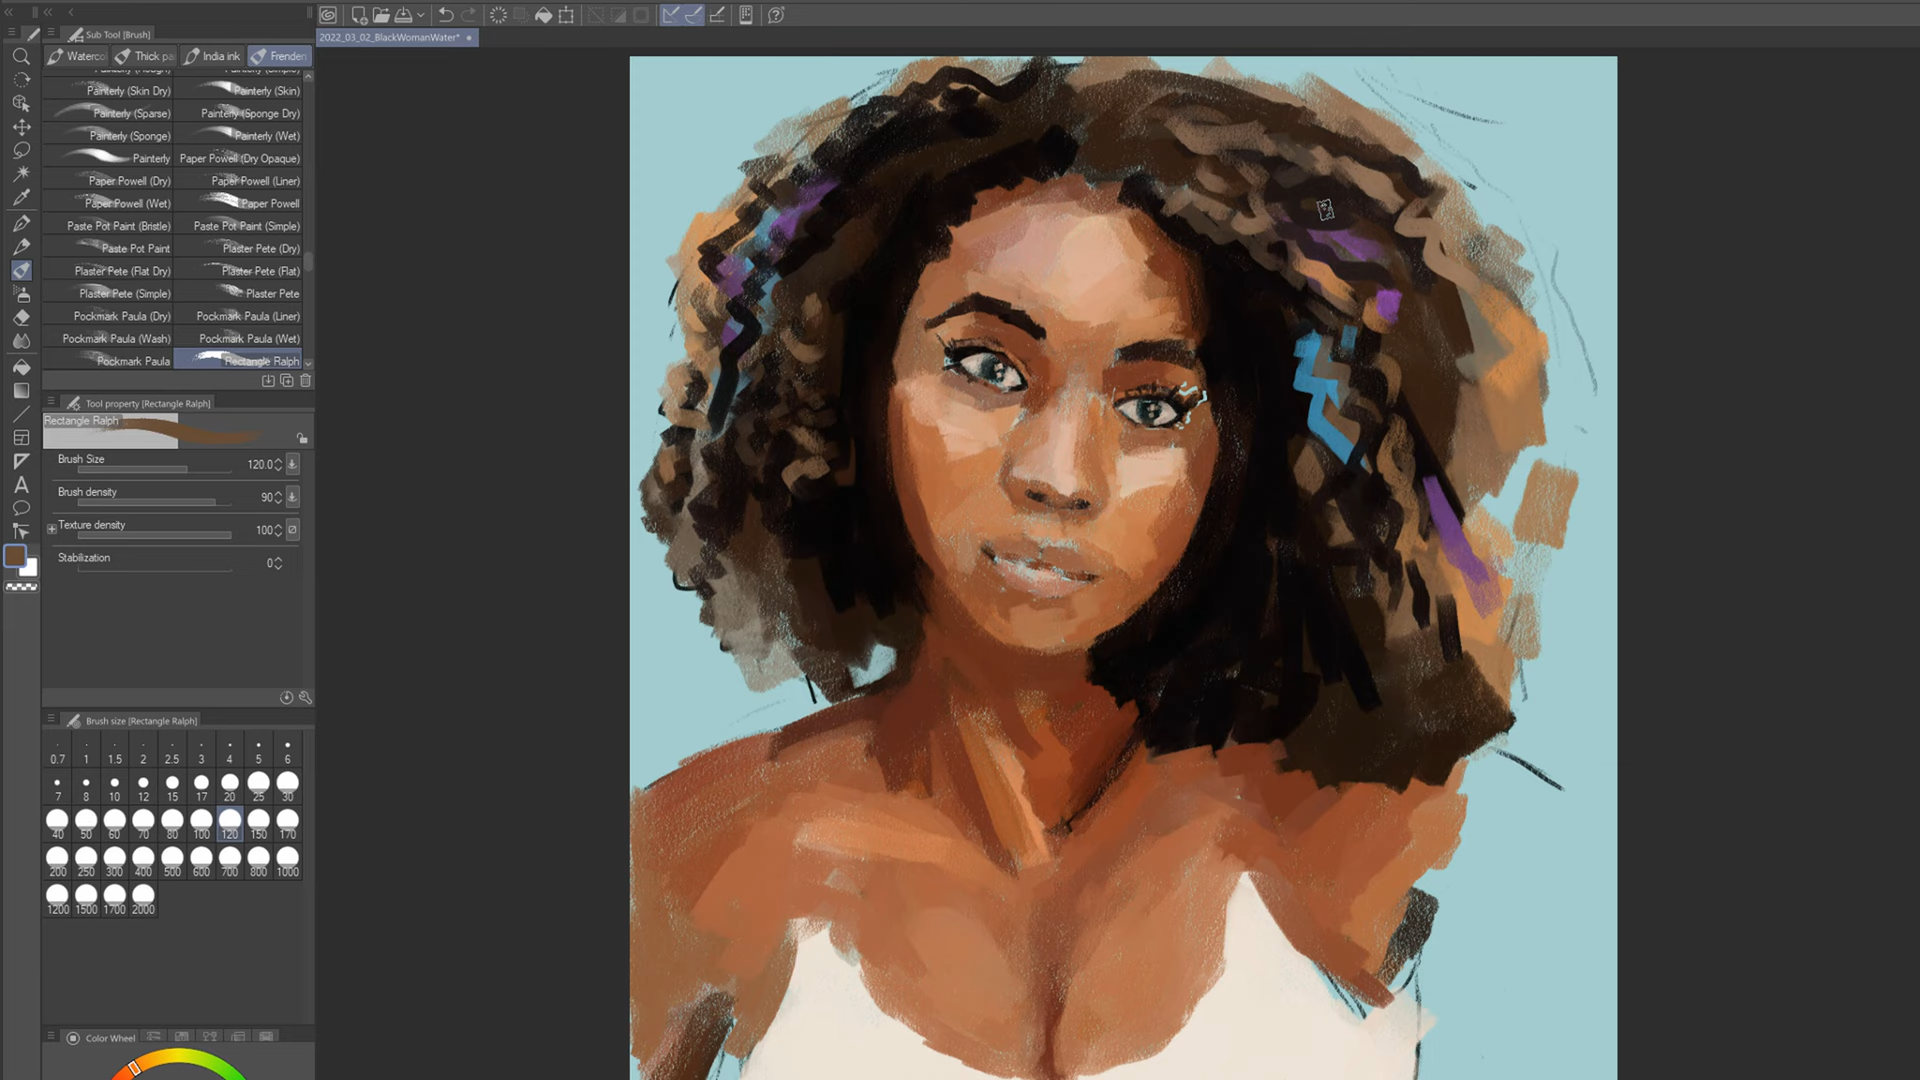 Sub Tool [Brush]
2022_03_02_BlackWomanWater*
Waterco Thick pa India ink Frenden
Painterly (Rough) Painterly (Simple)
Painterly (Skin Dry) Painterly (Skin)
Painterly (Sparse) Painterly (Sponge Dry)
Painterly (Sponge) Painterly (Wet)
Painterly Paper Powell (Dry Opaque)
Paper Powell (Dry) Paper Powell (Liner)
Paper Powell (Wet) Paper Powell
Paste Pot Paint (Bristle) Paste Pot Paint (Simple)
Paste Pot Paint Plaster Pete (Dry)
Plaster Pete (Flat Dry) Plaster Pete (Flat)
Plaster Pete (Simple) Plaster Pete
Pockmark Paula (Dry) Pockmark Paula (Liner)
Pockmark Paula (Wash) Pockmark Paula (Wet)
Pockmark Paula Rectangle Ralph
Tool property [Rectangle Ralph]
Rectangle Ralph
Brush Size 120.0
Brush density 90
Texture density 100
Stabilization 0
Brush size [Rectangle Ralph]
0.7 1 1.5 2 2.5 3 4 5 6
7 8 10 12 15 17 20 25 30
40 50 60 70 80 100 120 150 170
200 250 300 400 500 600 700 800 1000
1200 1500 1700 2000
Color Wheel